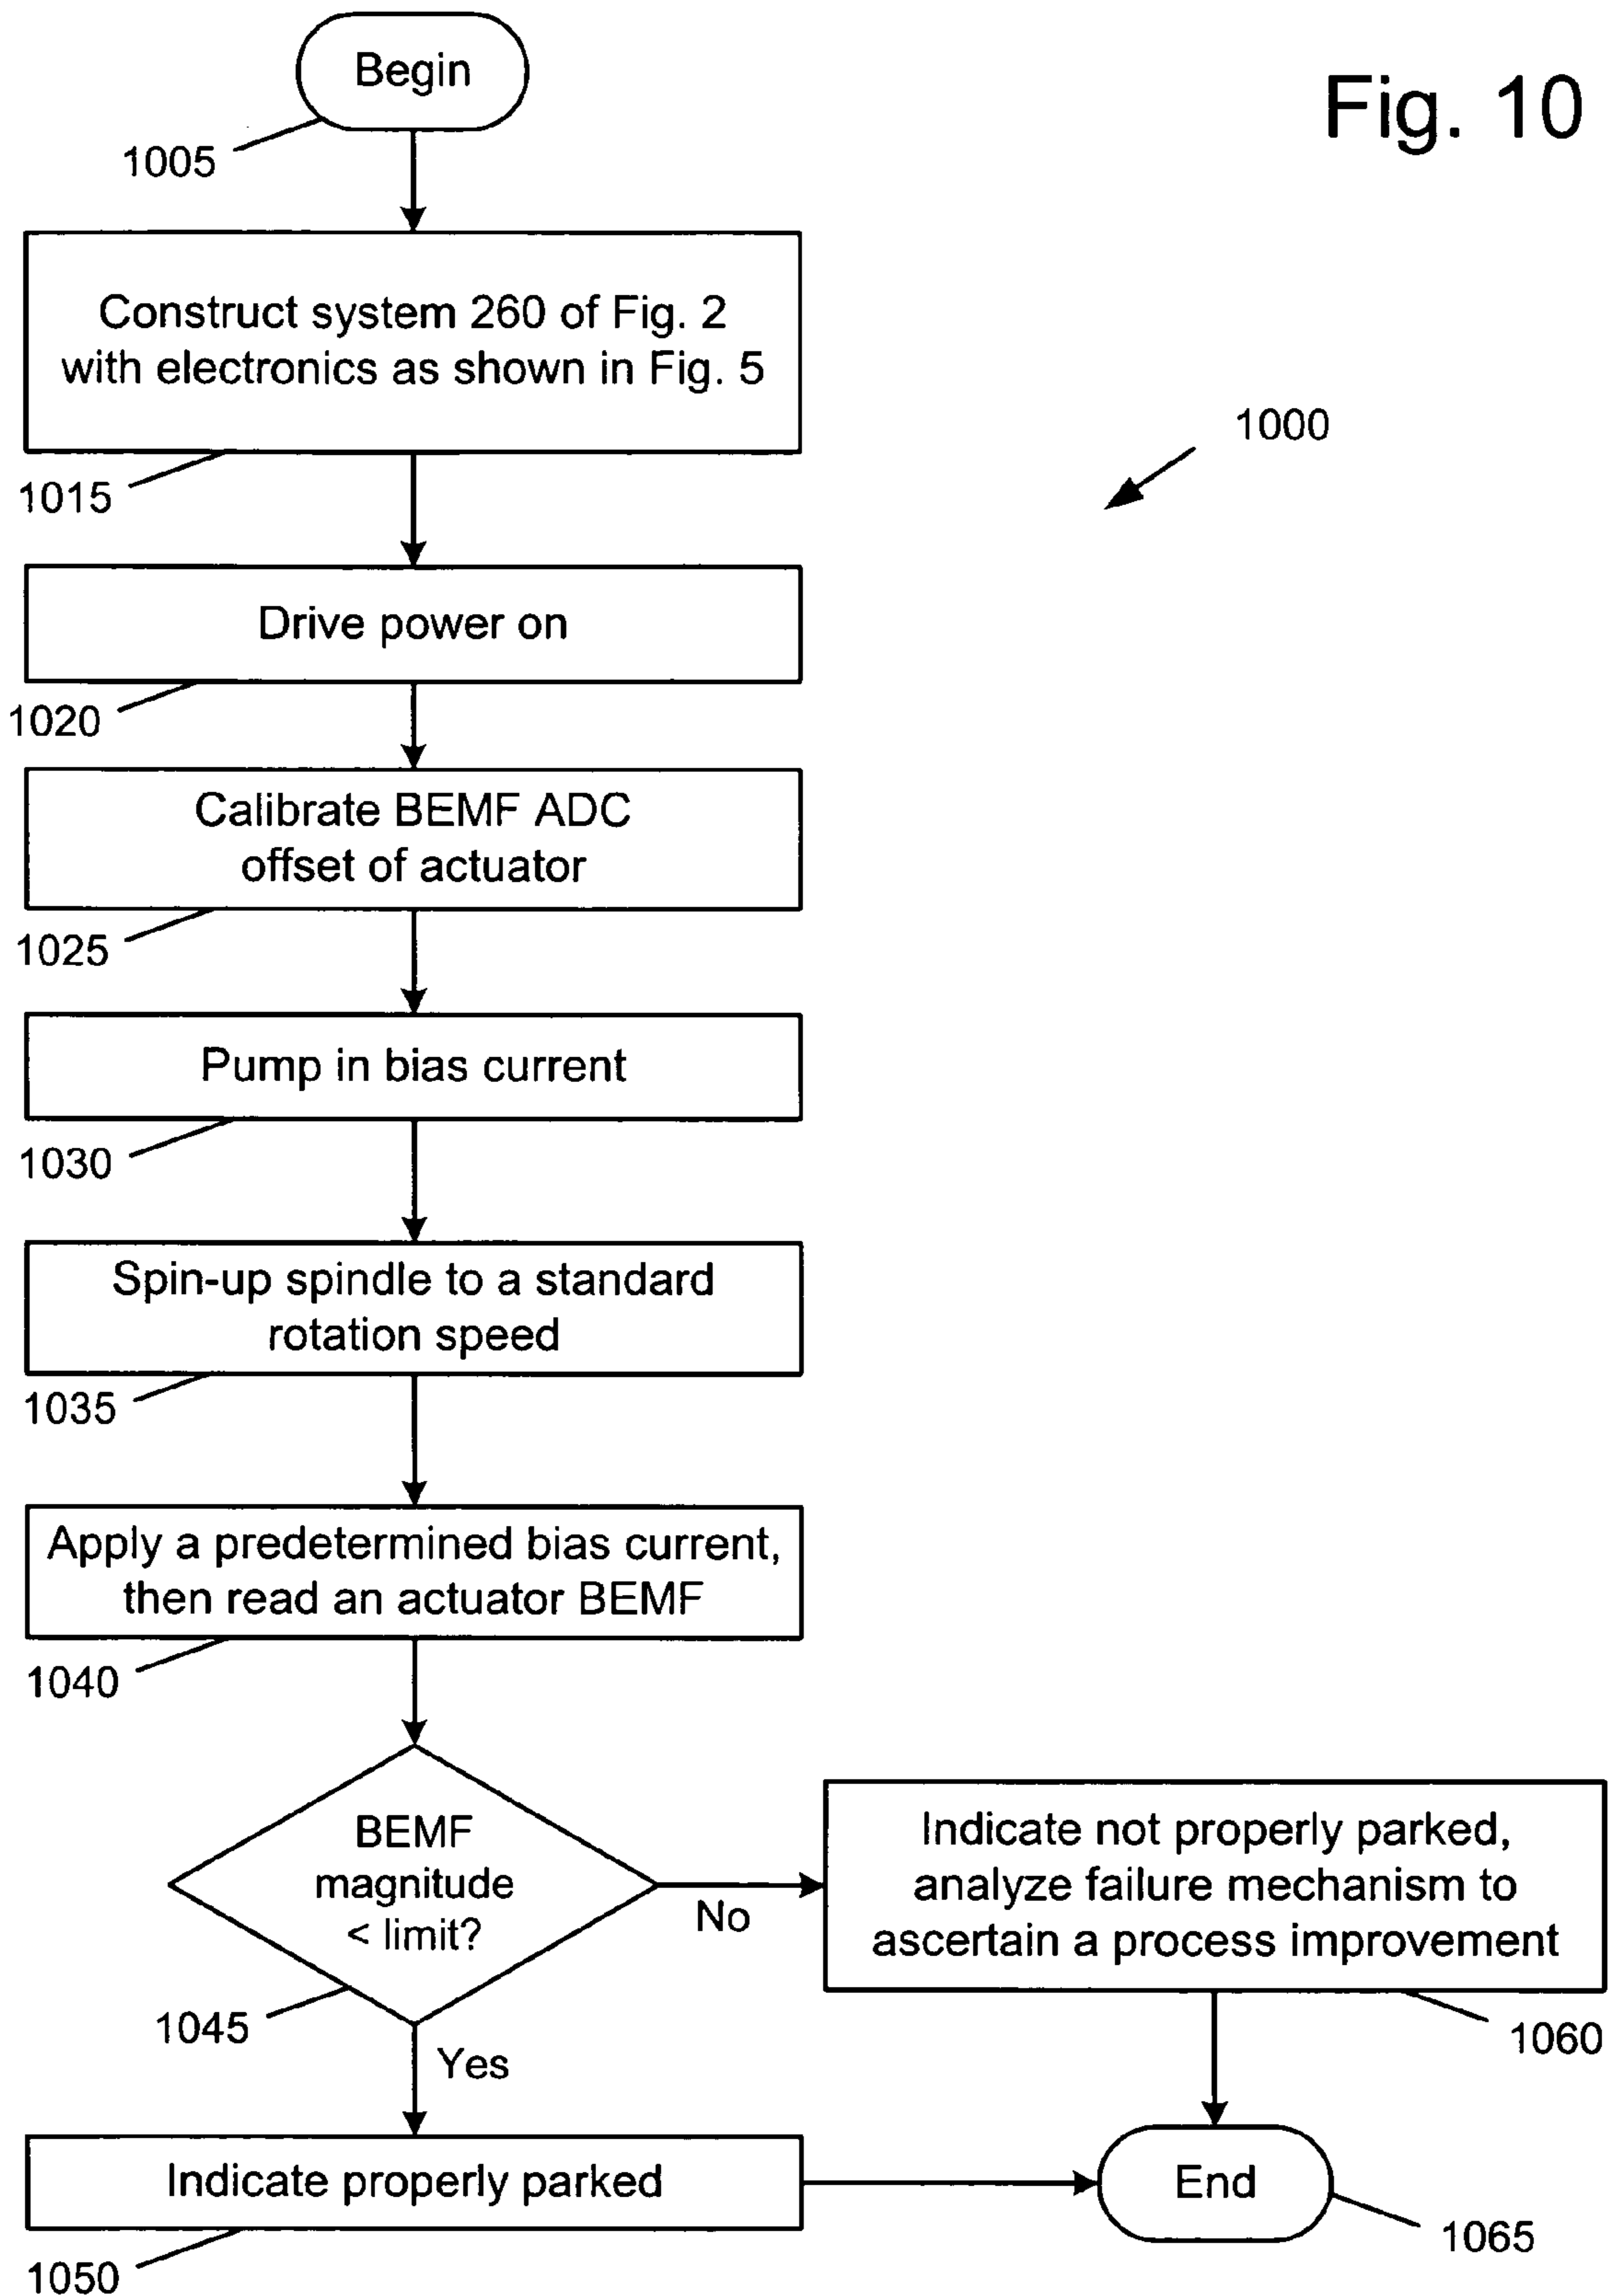 Fig. 10
Begin
1005
Construct system 260 of Fig. 2
with electronics as shown in Fig. 5
1000
1015
Drive power on
1020
Calibrate BEMF ADC
offset of actuator
1025
Pump in bias current
1030
Spin-up spindle to a standard
rotation speed
1035
Apply a predetermined bias current,
then read an actuator BEMF
1040
BEMF
magnitude
< limit?
No
1045
Yes
Indicate not properly parked,
analyze failure mechanism to
ascertain a process improvement
1060
Indicate properly parked
1050
End
1065